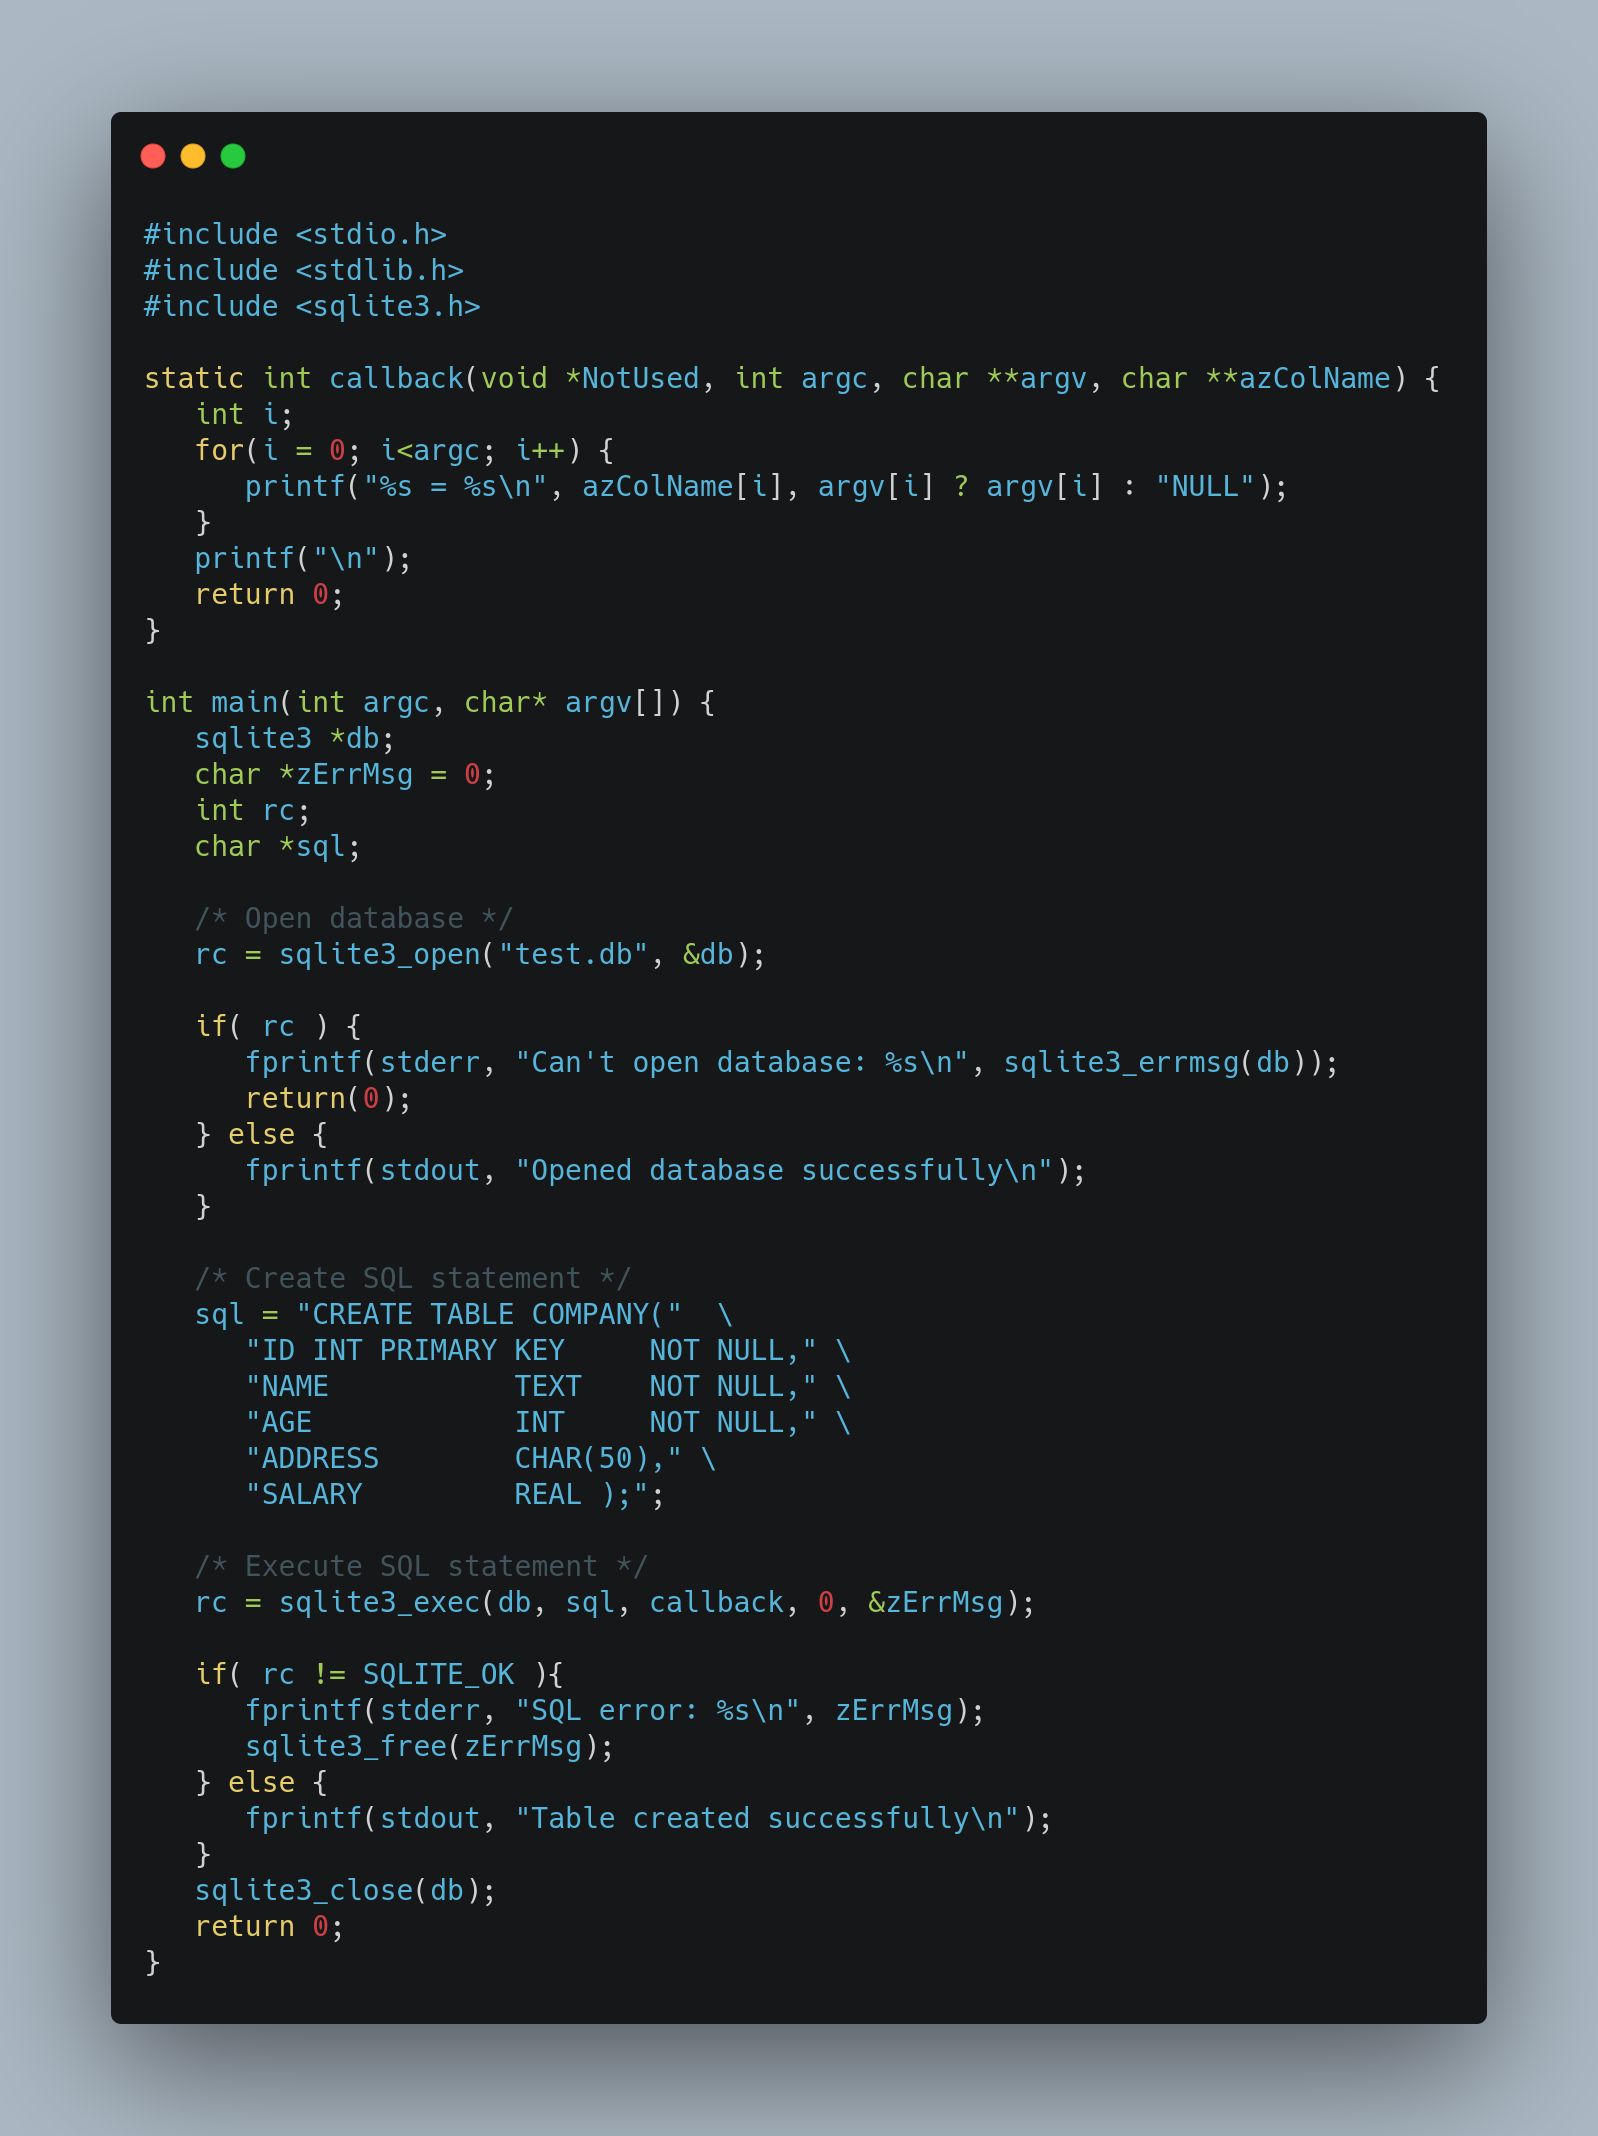 #include <stdio.h>
#include <stdlib.h>
#include <sqlite3.h>

static int callback(void *NotUsed, int argc, char **argv, char **azColName) {
   int i;
   for(i = 0; i<argc; i++) {
      printf("%s = %s\n", azColName[i], argv[i] ? argv[i] : "NULL");
   }
   printf("\n");
   return 0;
}

int main(int argc, char* argv[]) {
   sqlite3 *db;
   char *zErrMsg = 0;
   int rc;
   char *sql;

   /* Open database */
   rc = sqlite3_open("test.db", &db);

   if( rc ) {
      fprintf(stderr, "Can't open database: %s\n", sqlite3_errmsg(db));
      return(0);
   } else {
      fprintf(stdout, "Opened database successfully\n");
   }

   /* Create SQL statement */
   sql = "CREATE TABLE COMPANY("  \
      "ID INT PRIMARY KEY     NOT NULL," \
      "NAME           TEXT    NOT NULL," \
      "AGE            INT     NOT NULL," \
      "ADDRESS        CHAR(50)," \
      "SALARY         REAL );";

   /* Execute SQL statement */
   rc = sqlite3_exec(db, sql, callback, 0, &zErrMsg);

   if( rc != SQLITE_OK ){
      fprintf(stderr, "SQL error: %s\n", zErrMsg);
      sqlite3_free(zErrMsg);
   } else {
      fprintf(stdout, "Table created successfully\n");
   }
   sqlite3_close(db);
   return 0;
}